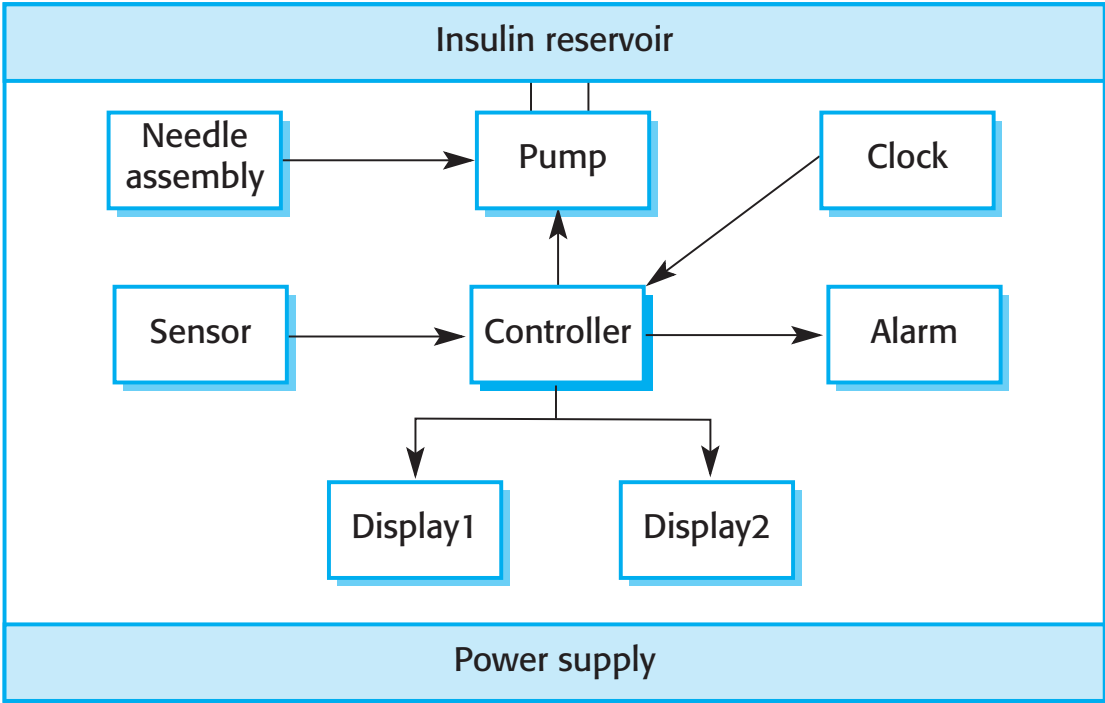 Insulin reservoir
Needle
assembly
Pump
Clock
Sensor
Controller
Alarm
Display1
Display2
Power supply